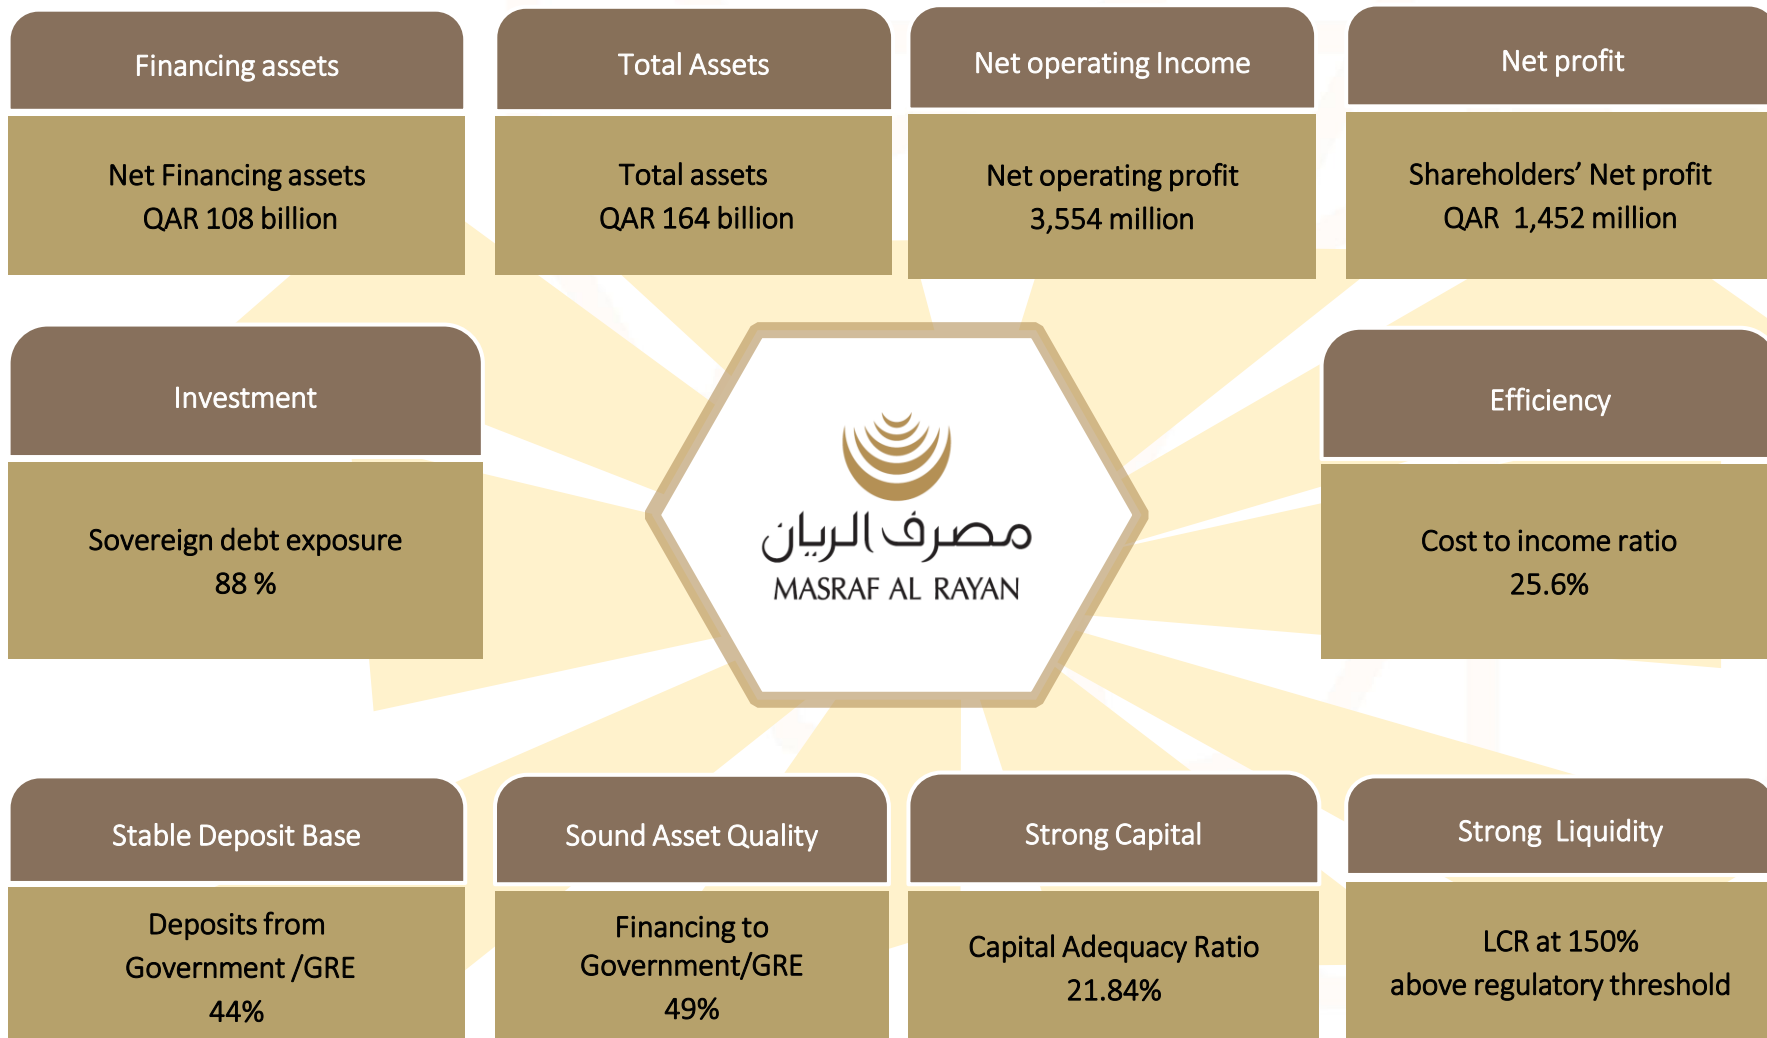 Financing assets
Net Financing assets
QAR 108 billion
Total Assets
Total assets
QAR 164 billion
Net operating Income
Net operating profit
3,554 million
Net profit
Shareholders' Net profit
QAR 1,452 million
Investment
Sovereign debt exposure
88 %
مصرف الريان
MASRAF AL RAYAN
Efficiency
Cost to income ratio
25.6%
Stable Deposit Base
Deposits from
Government /GRE
44%
Sound Asset Quality
Financing to
Government/GRE
49%
Strong Capital
Capital Adequacy Ratio
21.84%
Strong Liquidity
LCR at 150%
above regulatory threshold